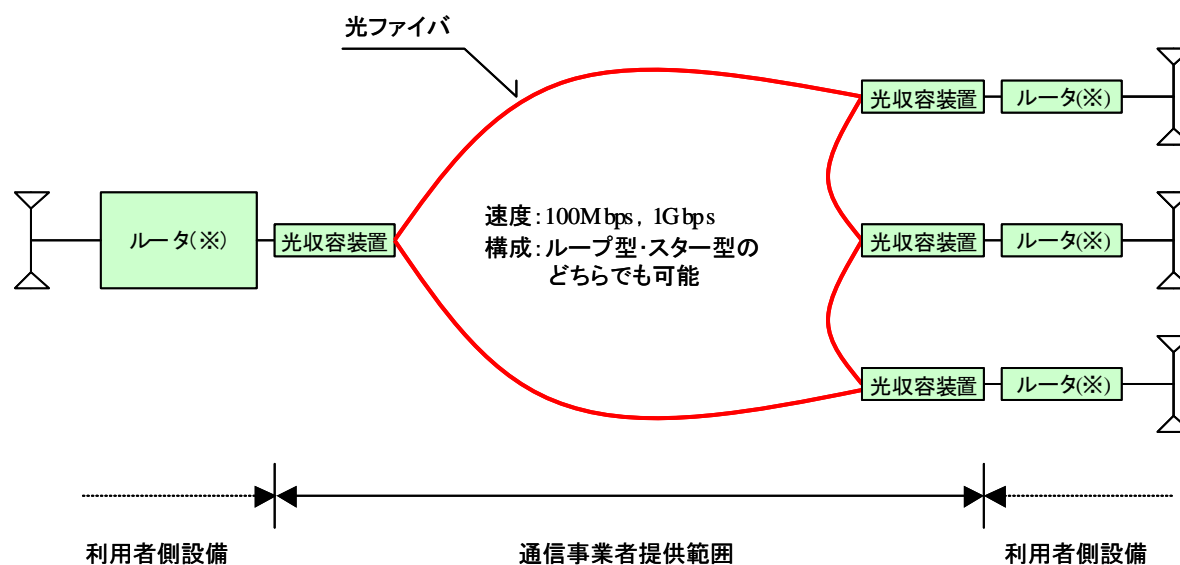 光ファイバ
光収容装置
ルータ(※)
ルータ(※)
光収容装置
速度：100Mbps，1Gbps
構成：ループ型・スター型の
どちらでも可能
光収容装置
ルータ(※)
光収容装置
ルータ(※)
利用者側設備
通信事業者提供範囲
利用者側設備